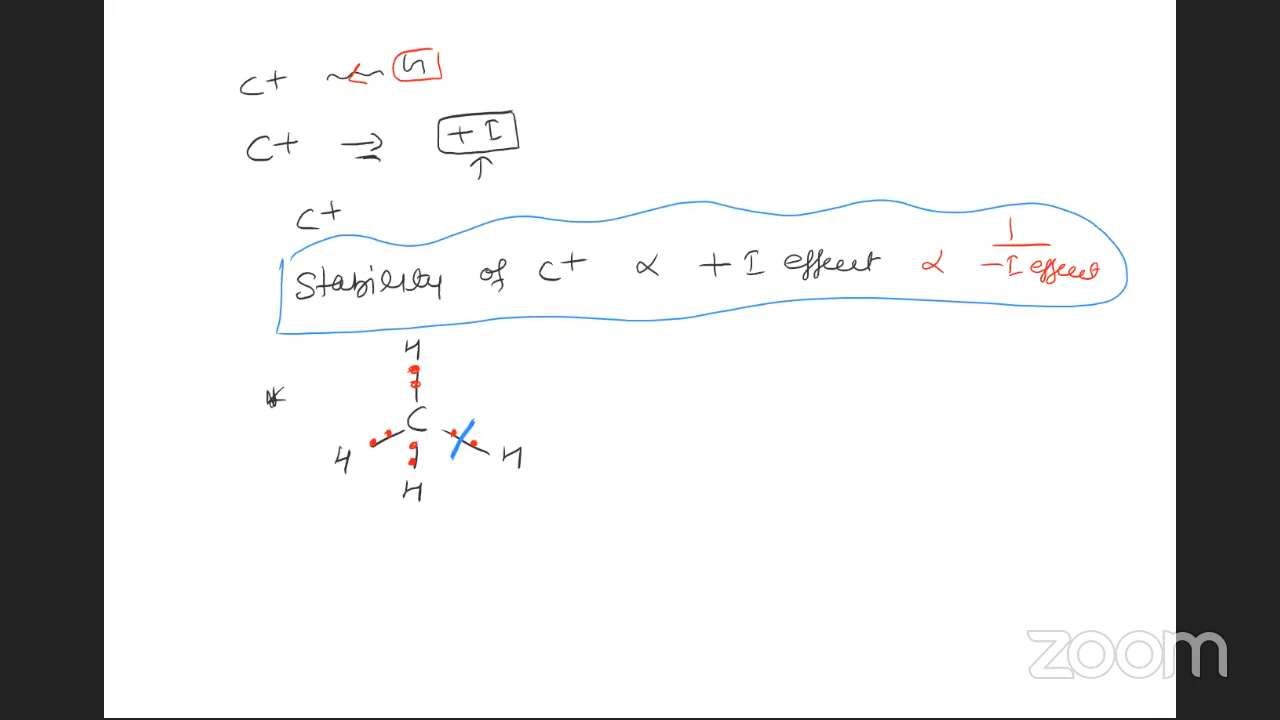 C+ G
C+ → +I
↑
C+
Stability of C+ ∝ +I effect ∝ 1 / -I effect
H
*
C
H H
H
zoom